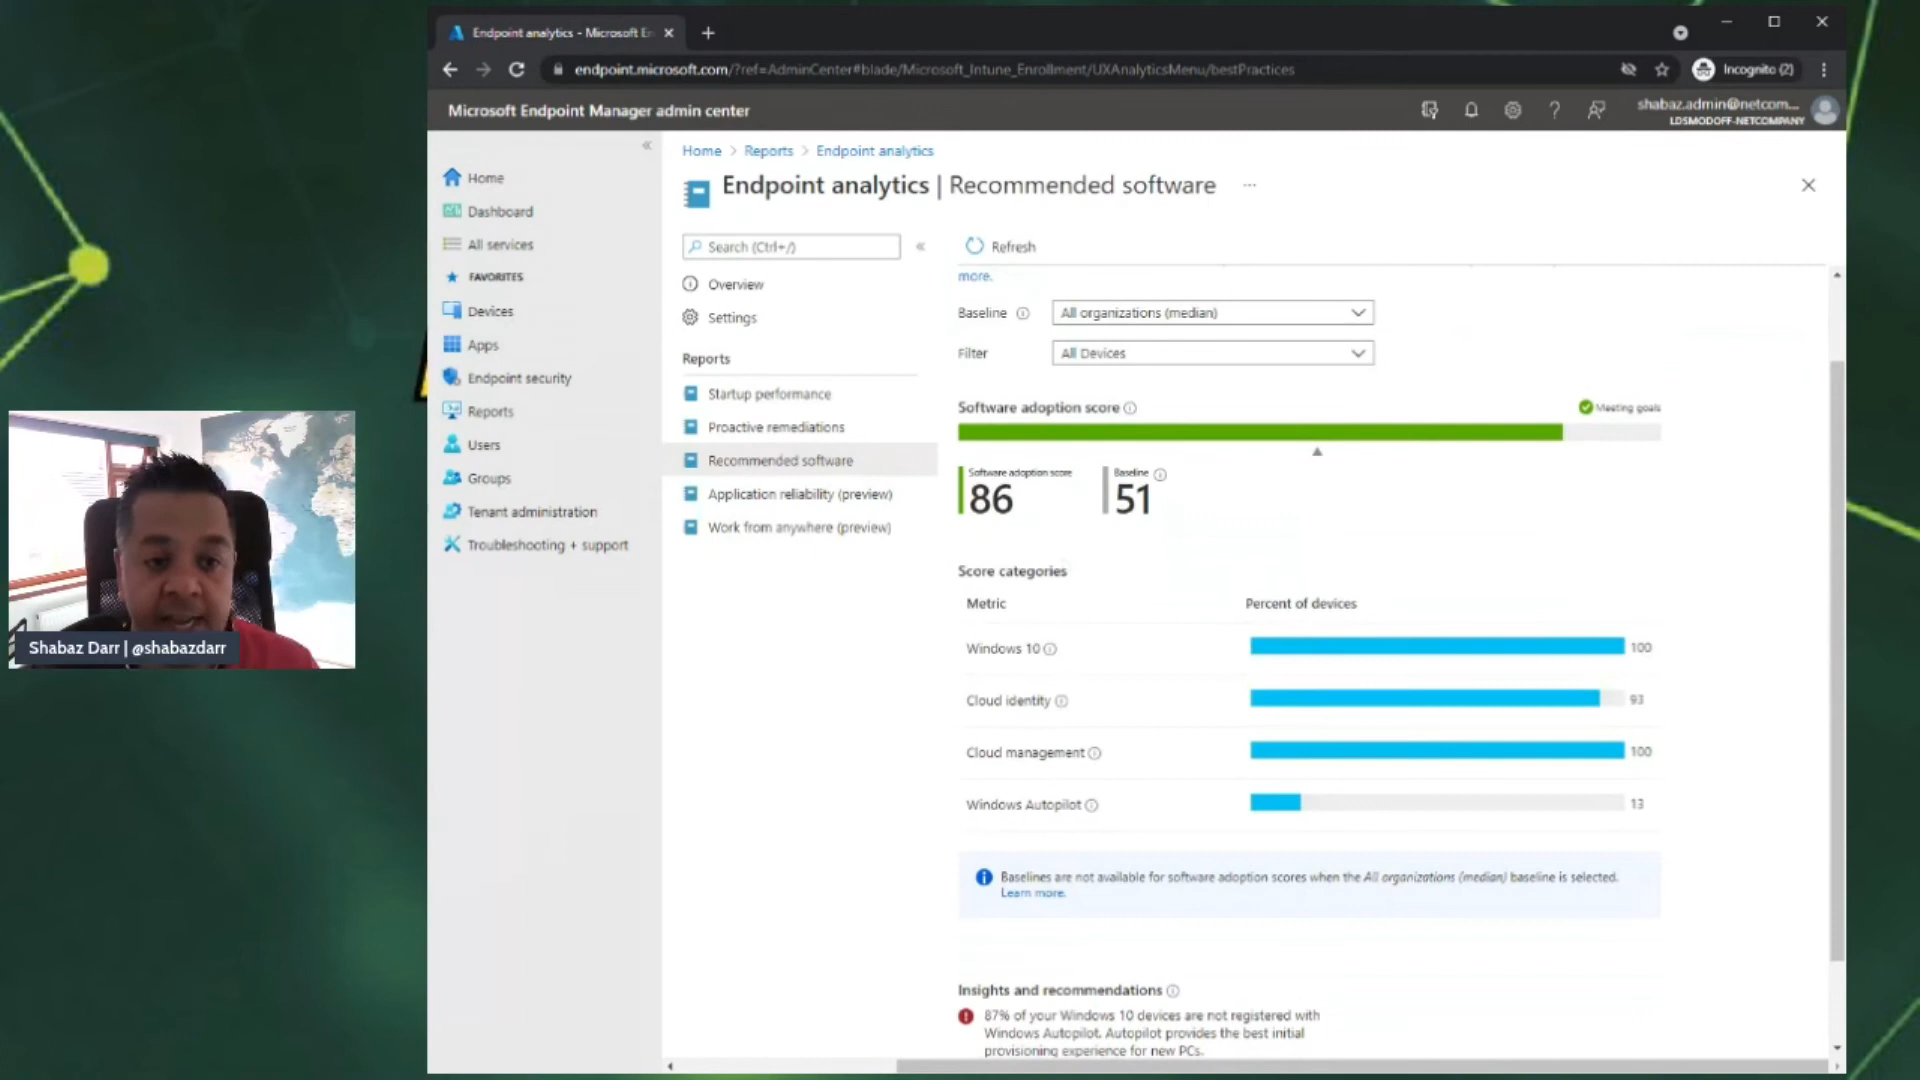 Endpoint analytics - Microsoft E
endpoint.microsoft.com/?ref=AdminCenter#blade/Microsoft_Intune_Enrollment/UXAnalyticsMenu/bestPractices
Incognito (2)
Microsoft Endpoint Manager admin center
shabaz.admin@netcom...
LDSMODOFF-NETCOMPANY
Home
Dashboard
All services
FAVORITES
Devices
Apps
Endpoint security
Reports
Users
Groups
Tenant administration
Troubleshooting + support
Home > Reports > Endpoint analytics
Endpoint analytics | Recommended software ...
Search (Ctrl+/)
Overview
Settings
Reports
Startup performance
Proactive remediations
Recommended software
Application reliability (preview)
Work from anywhere (preview)
Refresh
more.
Baseline All organizations (median)
Filter All Devices
Software adoption score Meeting goals
Software adoption score Baseline
86 51
Score categories
Metric Percent of devices
Windows 10 100
Cloud identity 93
Cloud management 100
Windows Autopilot 13
Baselines are not available for software adoption scores when the All organizations (median) baseline is selected.
Learn more.
Insights and recommendations
87% of your Windows 10 devices are not registered with
Windows Autopilot. Autopilot provides the best initial
provisioning experience for new PCs.
Shabaz Darr | @shabazdarr